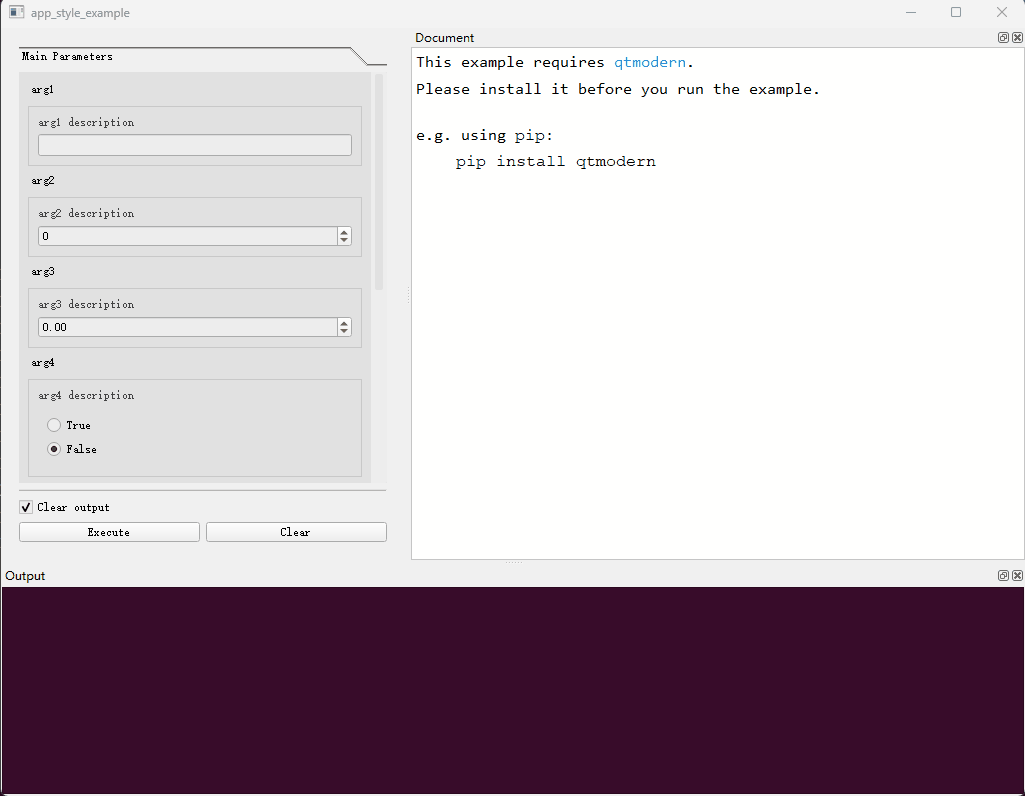 app_style_example
Main Parameters
arg1
arg1 description
arg2
arg2 description
0
arg3
arg3 description
0.00
arg4
arg4 description
True
False
Clear output
Execute
Clear
Document
This example requires qtmodern.
Please install it before you run the example.
e.g. using pip:
pip install qtmodern
Output